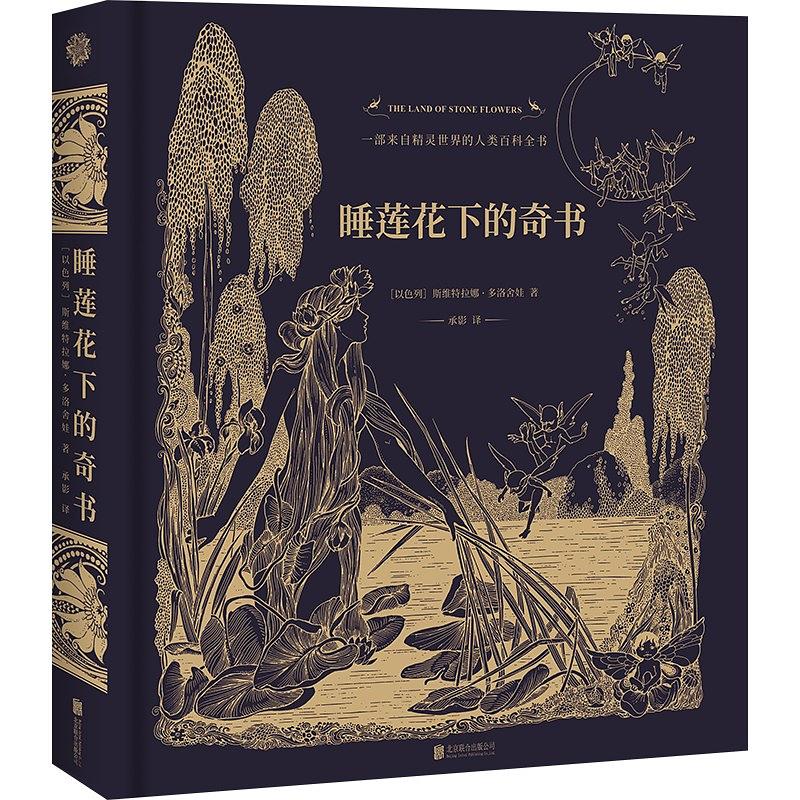 THE LAND OF STONE FLOWERS
一部来自精灵世界的人类百科全书
睡莲花下的奇书
[以色列] 斯维特拉娜·多洛舍娃 著
承影 译
北京联合出版公司
睡莲花下的奇书
[以色列] 斯维特拉娜·多洛舍娃 著 承影 译